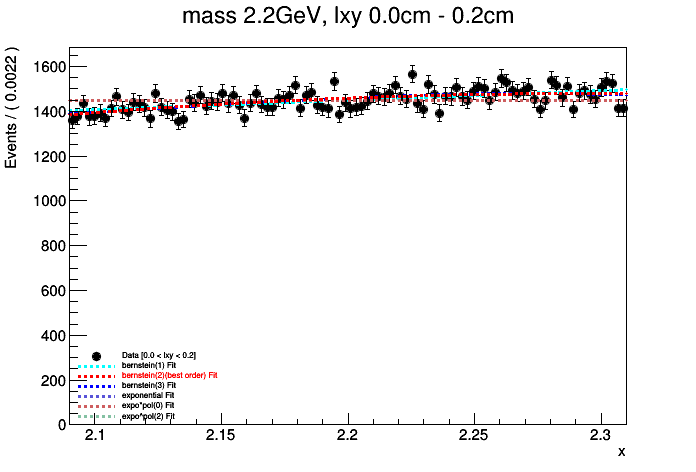 mass 2.2GeV, lxy 0.0cm - 0.2cm
Events / ( 0.0022 )
1600
1400
1200
1000
800
600
400
200
0
Data [0.0 < lxy < 0.2]
bernstein(1) Fit
bernstein(2)(best order) Fit
bernstein(3) Fit
exponential Fit
expo*pol(0) Fit
expo*pol(2) Fit
2.1 2.15 2.2 2.25 2.3
x